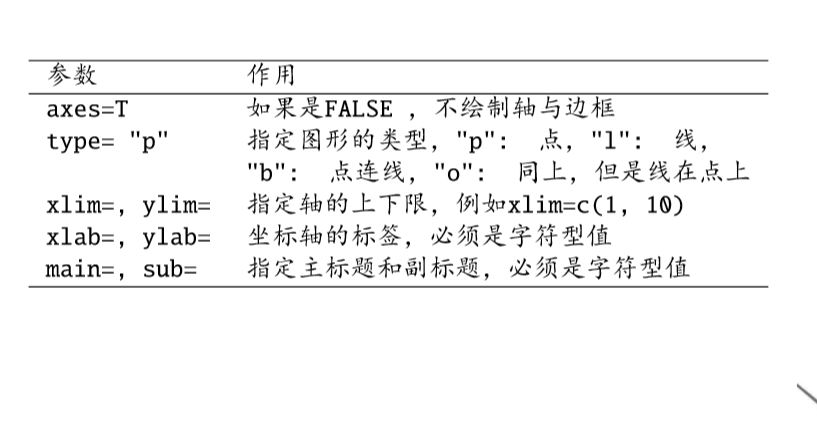 参数 作用
axes=T 如果是FALSE ，不绘制轴与边框
type= "p" 指定图形的类型，"p": 点，"l": 线，
"b": 点连线，"o": 同上，但是线在点上
xlim=, ylim= 指定轴的上下限，例如xlim=c(1, 10)
xlab=, ylab= 坐标轴的标签，必须是字符型值
main=, sub= 指定主标题和副标题，必须是字符型值